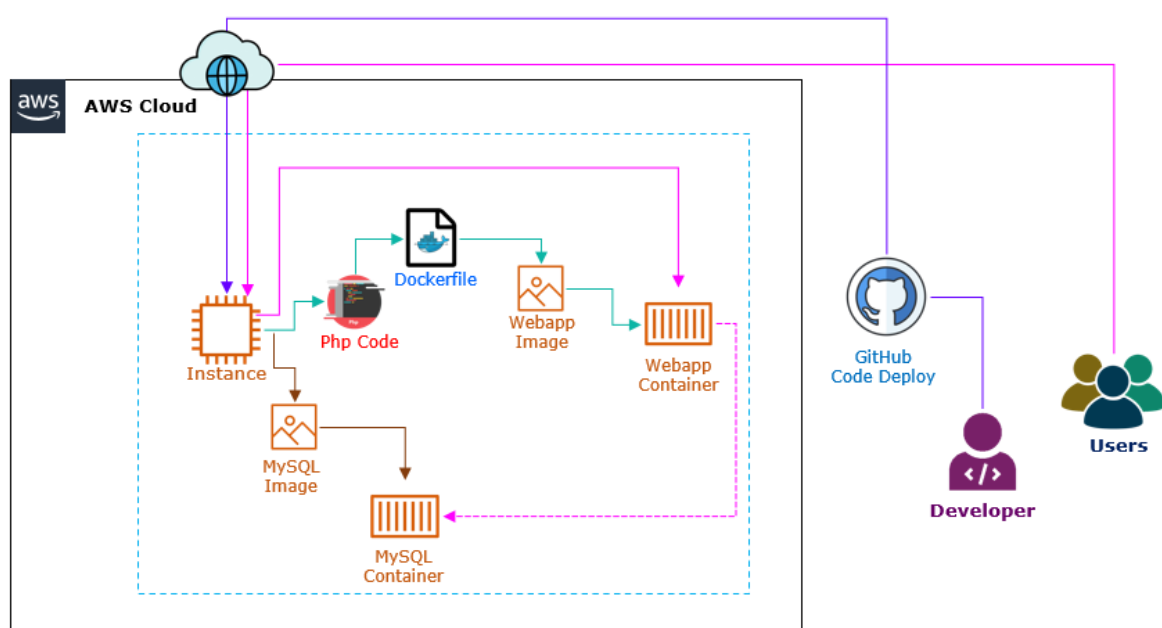 aws
AWS Cloud
Dockerfile
Php
Php Code
Webapp
Image
Instance
Webapp
Container
GitHub
Code Deploy
Users
MySQL
Image
Developer
MySQL
Container